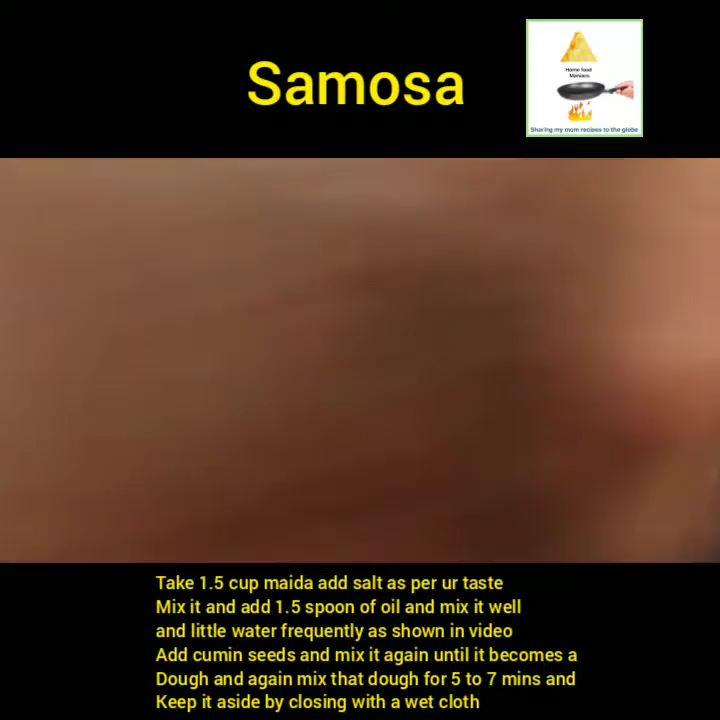 Samosa
Home food
Maniacs
Sharing my mom recipes to the globe
Take 1.5 cup maida add salt as per ur taste
Mix it and add 1.5 spoon of oil and mix it well
and little water frequently as shown in video
Add cumin seeds and mix it again until it becomes a
Dough and again mix that dough for 5 to 7 mins and
Keep it aside by closing with a wet cloth